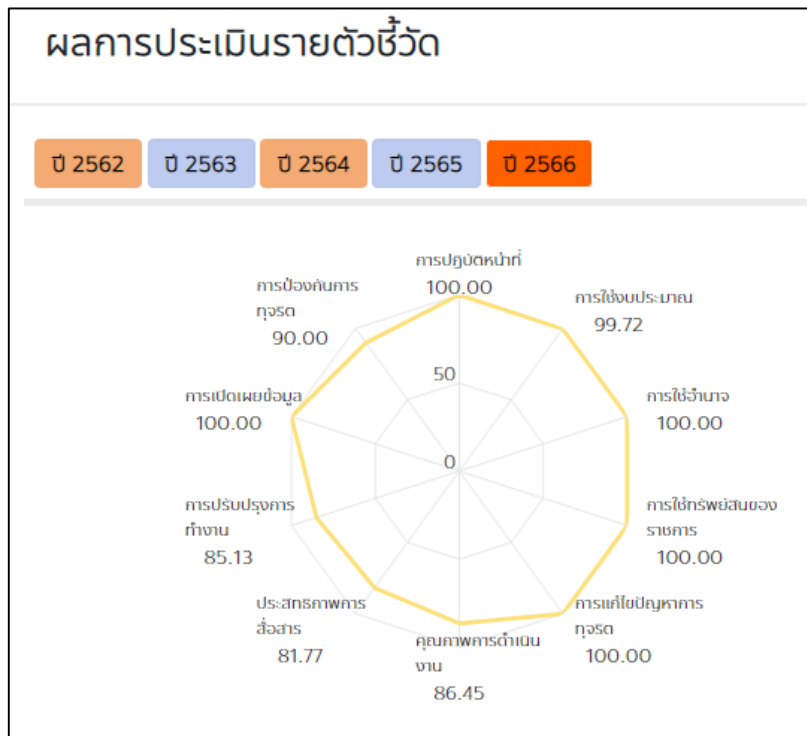 ผลการประเมินรายตัวชี้วัด
ปี 2562
ปี 2563
ปี 2564
ปี 2565
ปี 2566
การปฏิบัติหน้าที่
100.00
การใช้งบประมาณ
99.72
การใช้อำนาจ
100.00
การใช้ทรัพย์สินของ
ราชการ
100.00
การแก้ไขปัญหาการ
ทุจริต
100.00
คุณภาพการดำเนิน
งาน
86.45
ประสิทธิภาพการ
สื่อสาร
81.77
การปรับปรุงการ
ทำงาน
85.13
การเปิดเผยข้อมูล
100.00
การป้องกันการ
ทุจริต
90.00
50
0